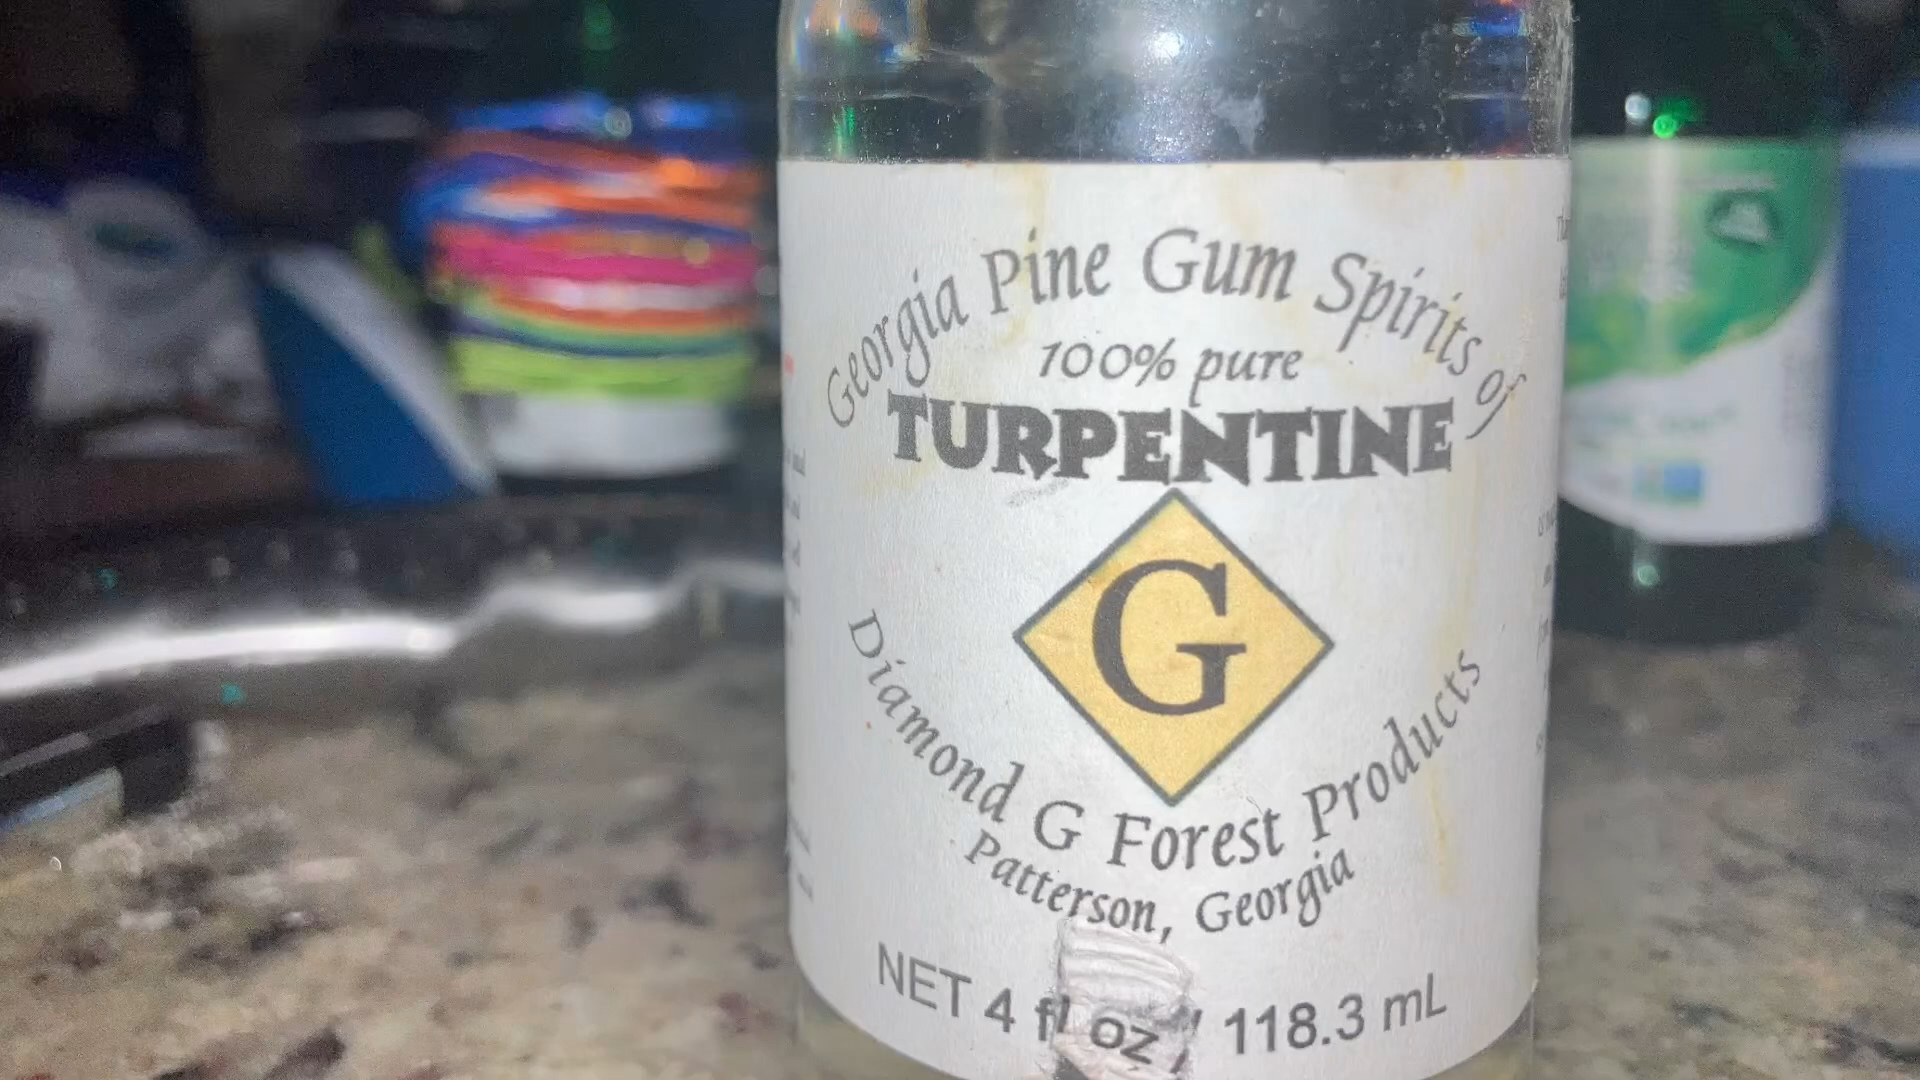 Georgia Pine Gum Spirits of
100% pure
TURPENTINE
G
Diamond G Forest Products
Patterson, Georgia
NET 4 fl oz / 118.3 mL